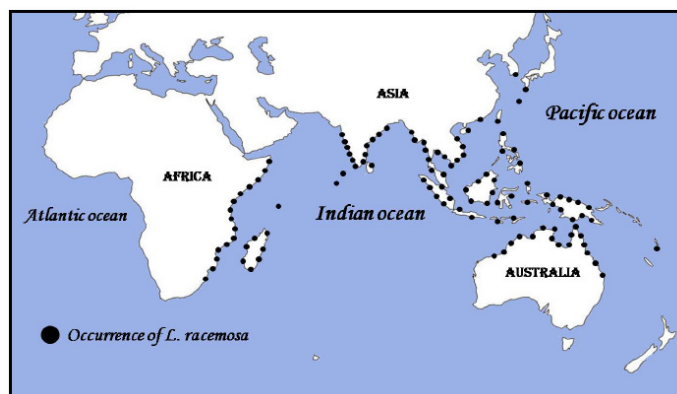 ASIA
Pacific ocean
AFRICA
Atlantic ocean
Indian ocean
AUSTRALIA
Occurrence of L. racemosa